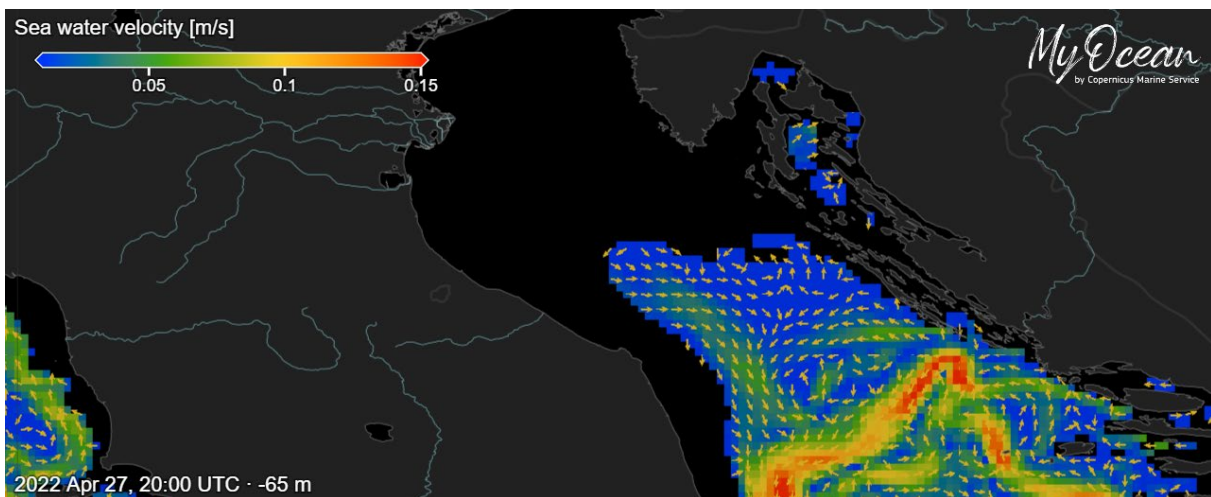 Sea water velocity [m/s]
0.05 0.1 0.15
MyOcean
by Copernicus Marine Service
2022 Apr 27, 20:00 UTC · -65 m